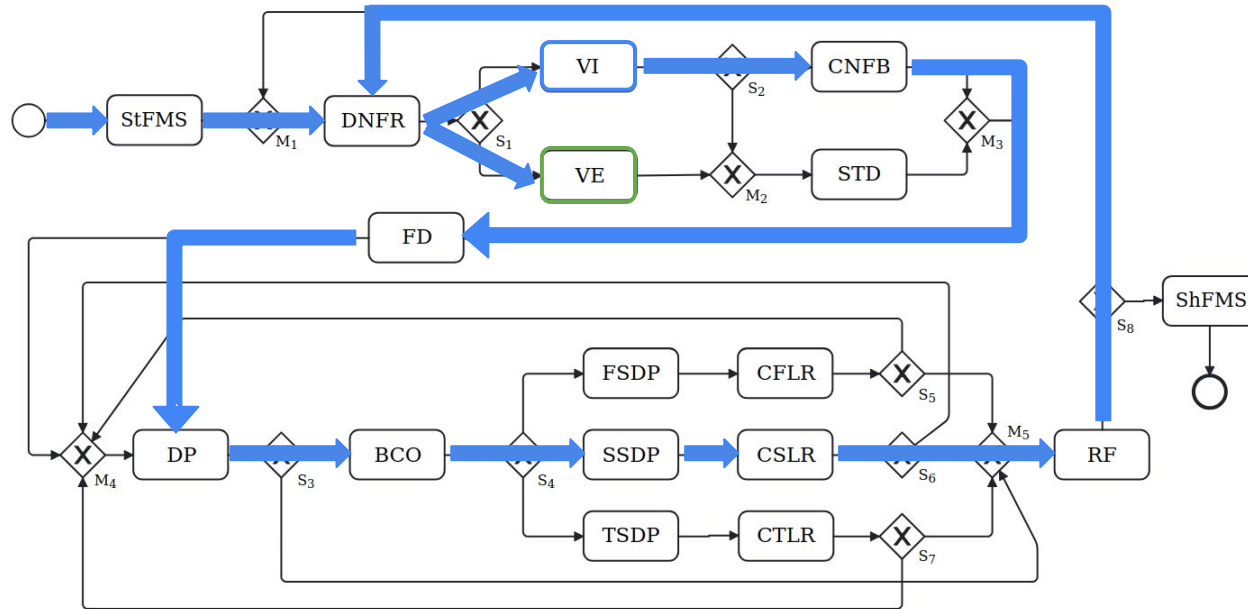 VI
CNFB
S2
StFMS
M1
DNFR
S1
M3
VE
M2
STD
FD
ShFMS
S8
FSDP
CFLR
S5
M4
DP
S3
BCO
S4
SSDP
CSLR
S6
M5
RF
TSDP
CTLR
S7